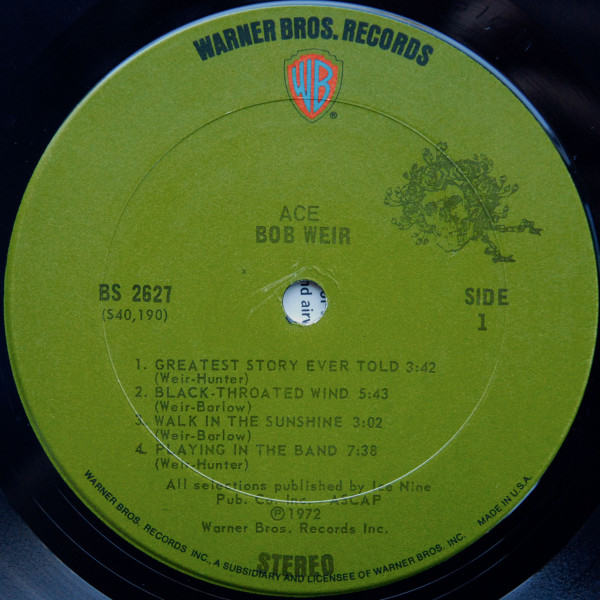 WARNER BROS. RECORDS
WB
®
ACE
BOB WEIR
BS 2627
(S40,190)
SIDE
1
1. GREATEST STORY EVER TOLD 3:42
(Weir-Hunter)
2. BLACK-THROATED WIND 5:43
(Weir-Barlow)
3. WALK IN THE SUNSHINE 3:02
(Weir-Barlow)
4. PLAYING IN THE BAND 7:38
(Weir-Hunter)
All selections published by Ice Nine
Pub. Co. Inc. ASCAP
℗1972
Warner Bros. Records Inc.
STEREO
WARNER BROS. RECORDS INC., A SUBSIDIARY AND LICENSEE OF WARNER BROS. INC. MADE IN U.S.A.